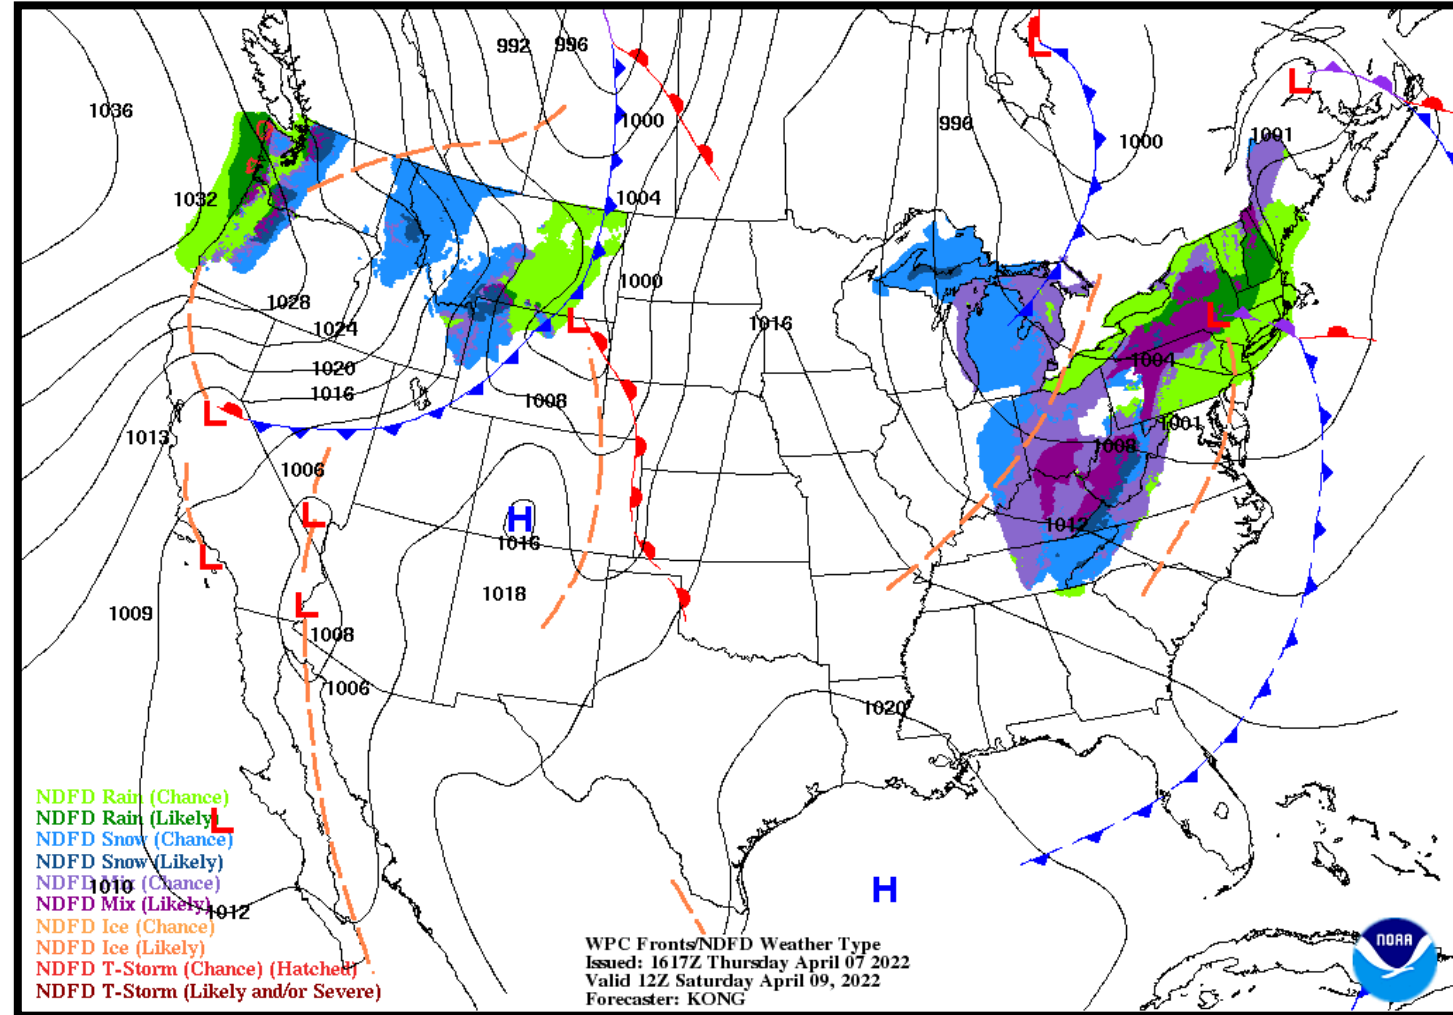 992
996
1036
1000
996
1000
1001
1032
1004
1028
1000
1024
1016
1020
1004
1016
1008
1001
1013
1008
1006
1012
H
1016
1018
1009
1008
1006
1020
L
L
L
L
L
L
L
L
L
NDFD Rain (Chance)
NDFD Rain (Likely)
NDFD Snow (Chance)
NDFD Snow (Likely)
NDFD Mix (Chance)
NDFD Mix (Likely)
NDFD Ice (Chance)
NDFD Ice (Likely)
NDFD T-Storm (Chance) (Hatched)
NDFD T-Storm (Likely and/or Severe)
1010
1012
H
WPC Fronts/NDFD Weather Type
Issued: 1617Z Thursday April 07 2022
Valid 12Z Saturday April 09, 2022
Forecaster: KONG
NOAA